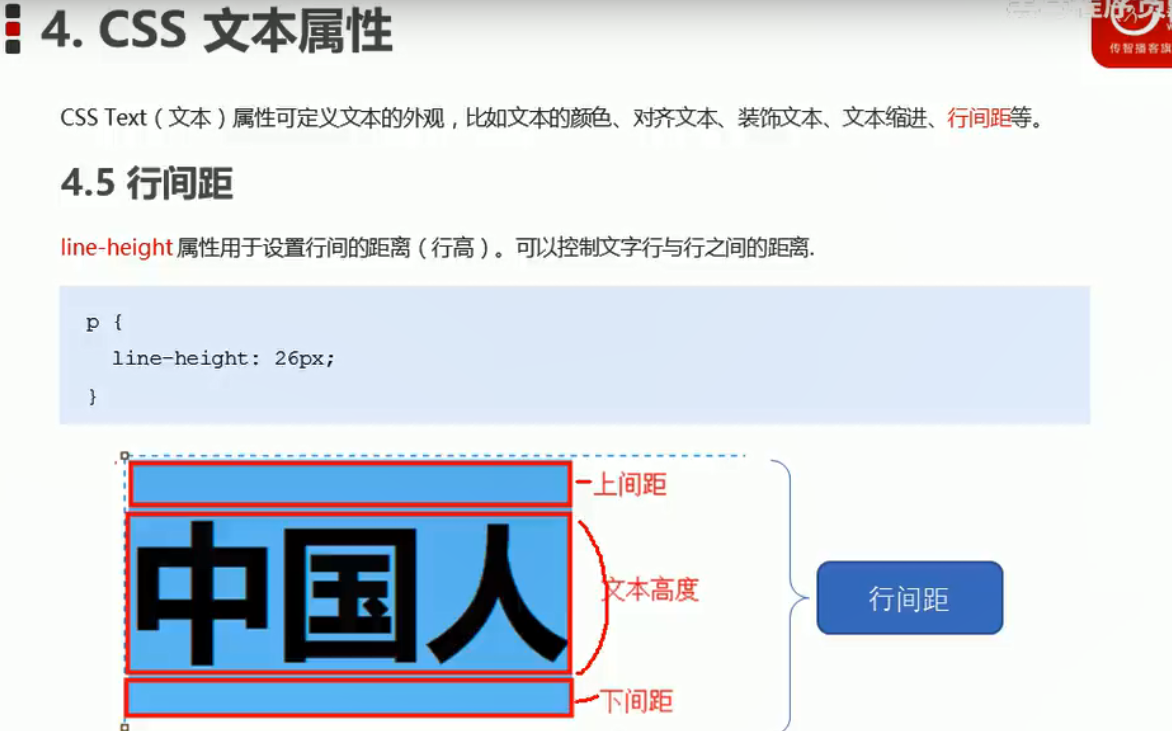 4. CSS 文本属性
传智播客旗
CSS Text（文本）属性可定义文本的外观，比如文本的颜色、对齐文本、装饰文本、文本缩进、行间距等。
4.5 行间距
line-height 属性用于设置行间的距离（行高）。可以控制文字行与行之间的距离.
p {
line-height: 26px;
}
上间距
中国人
文本高度
行间距
下间距